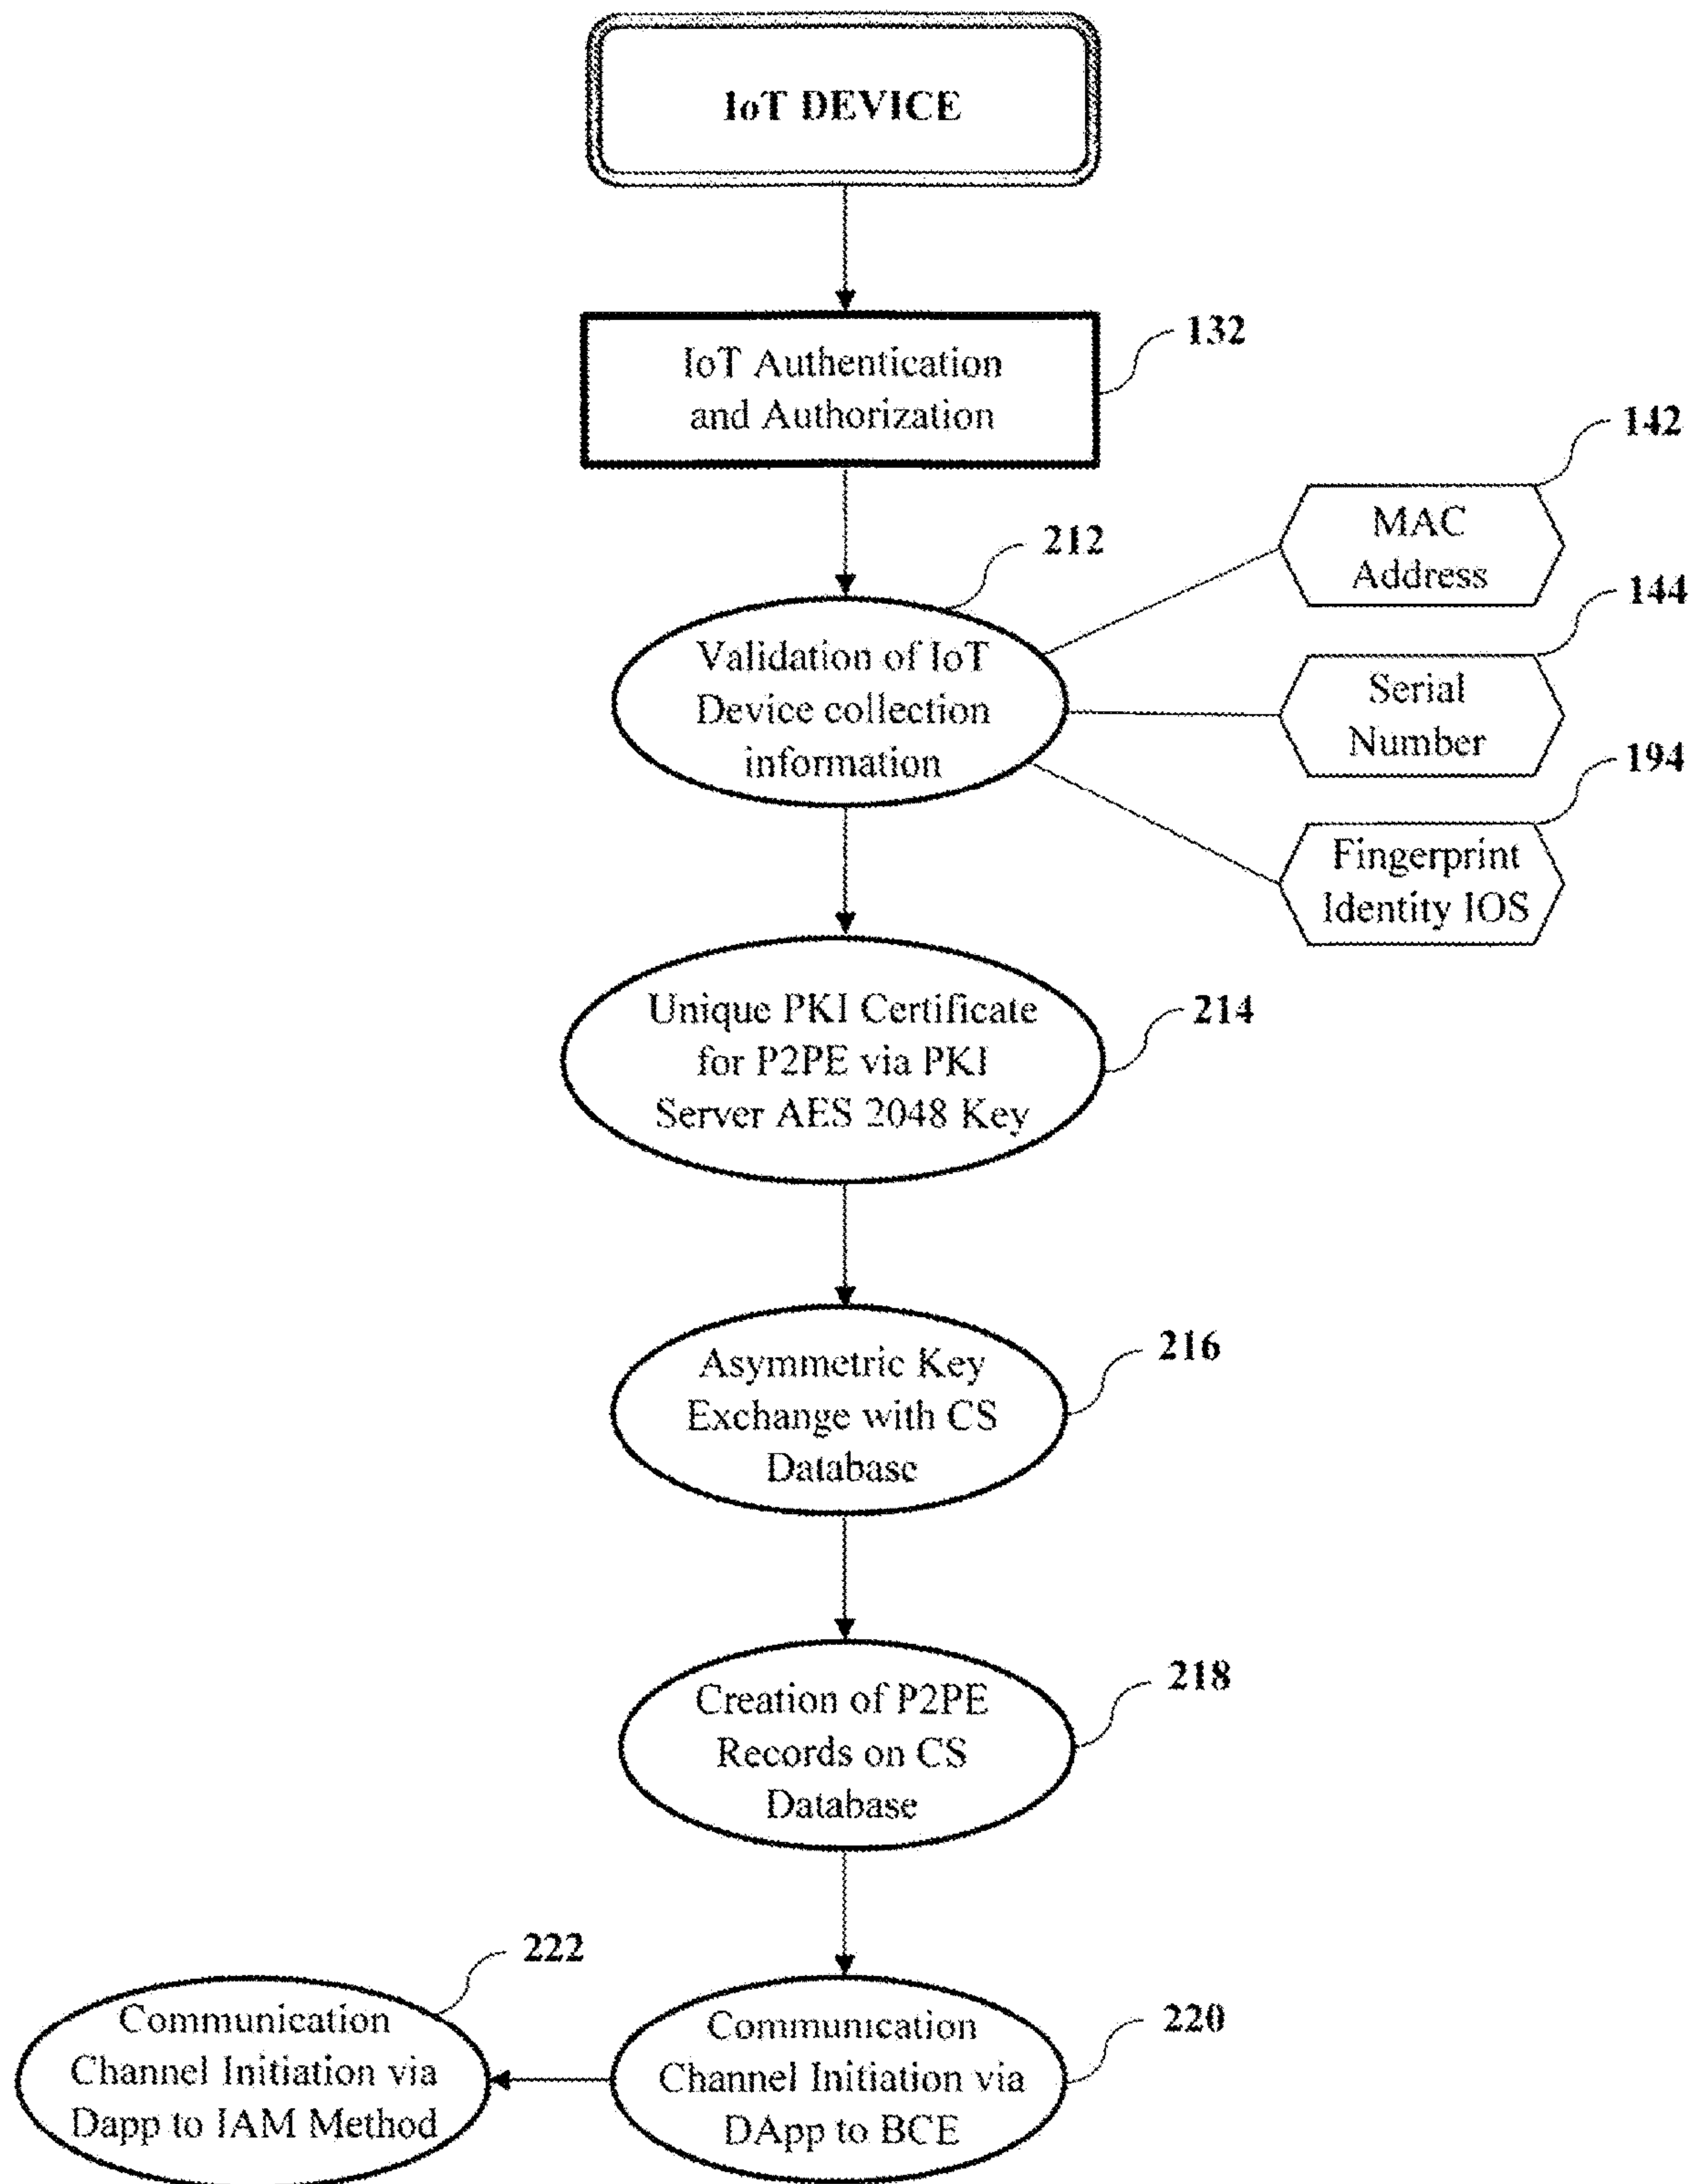 IoT DEVICE
132
IoT Authentication
and Authorization
142
MAC
Address
212
144
Validation of IoT
Device collection
information
Serial
Number
194
Fingerprint
Identity IOS
214
Unique PKI Certificate
for P2PE via PKI
Server AES 2048 Key
216
Asymmetric Key
Exchange with CS
Database
218
Creation of P2PE
Records on CS
Database
222
Communication
Channel Initiation via
Dapp to IAM Method
220
Communication
Channel Initiation via
DApp to BCE